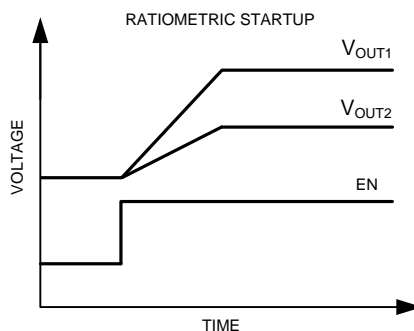 RATIOMETRIC STARTUP
VOUT1
VOUT2
EN
VOLTAGE
TIME